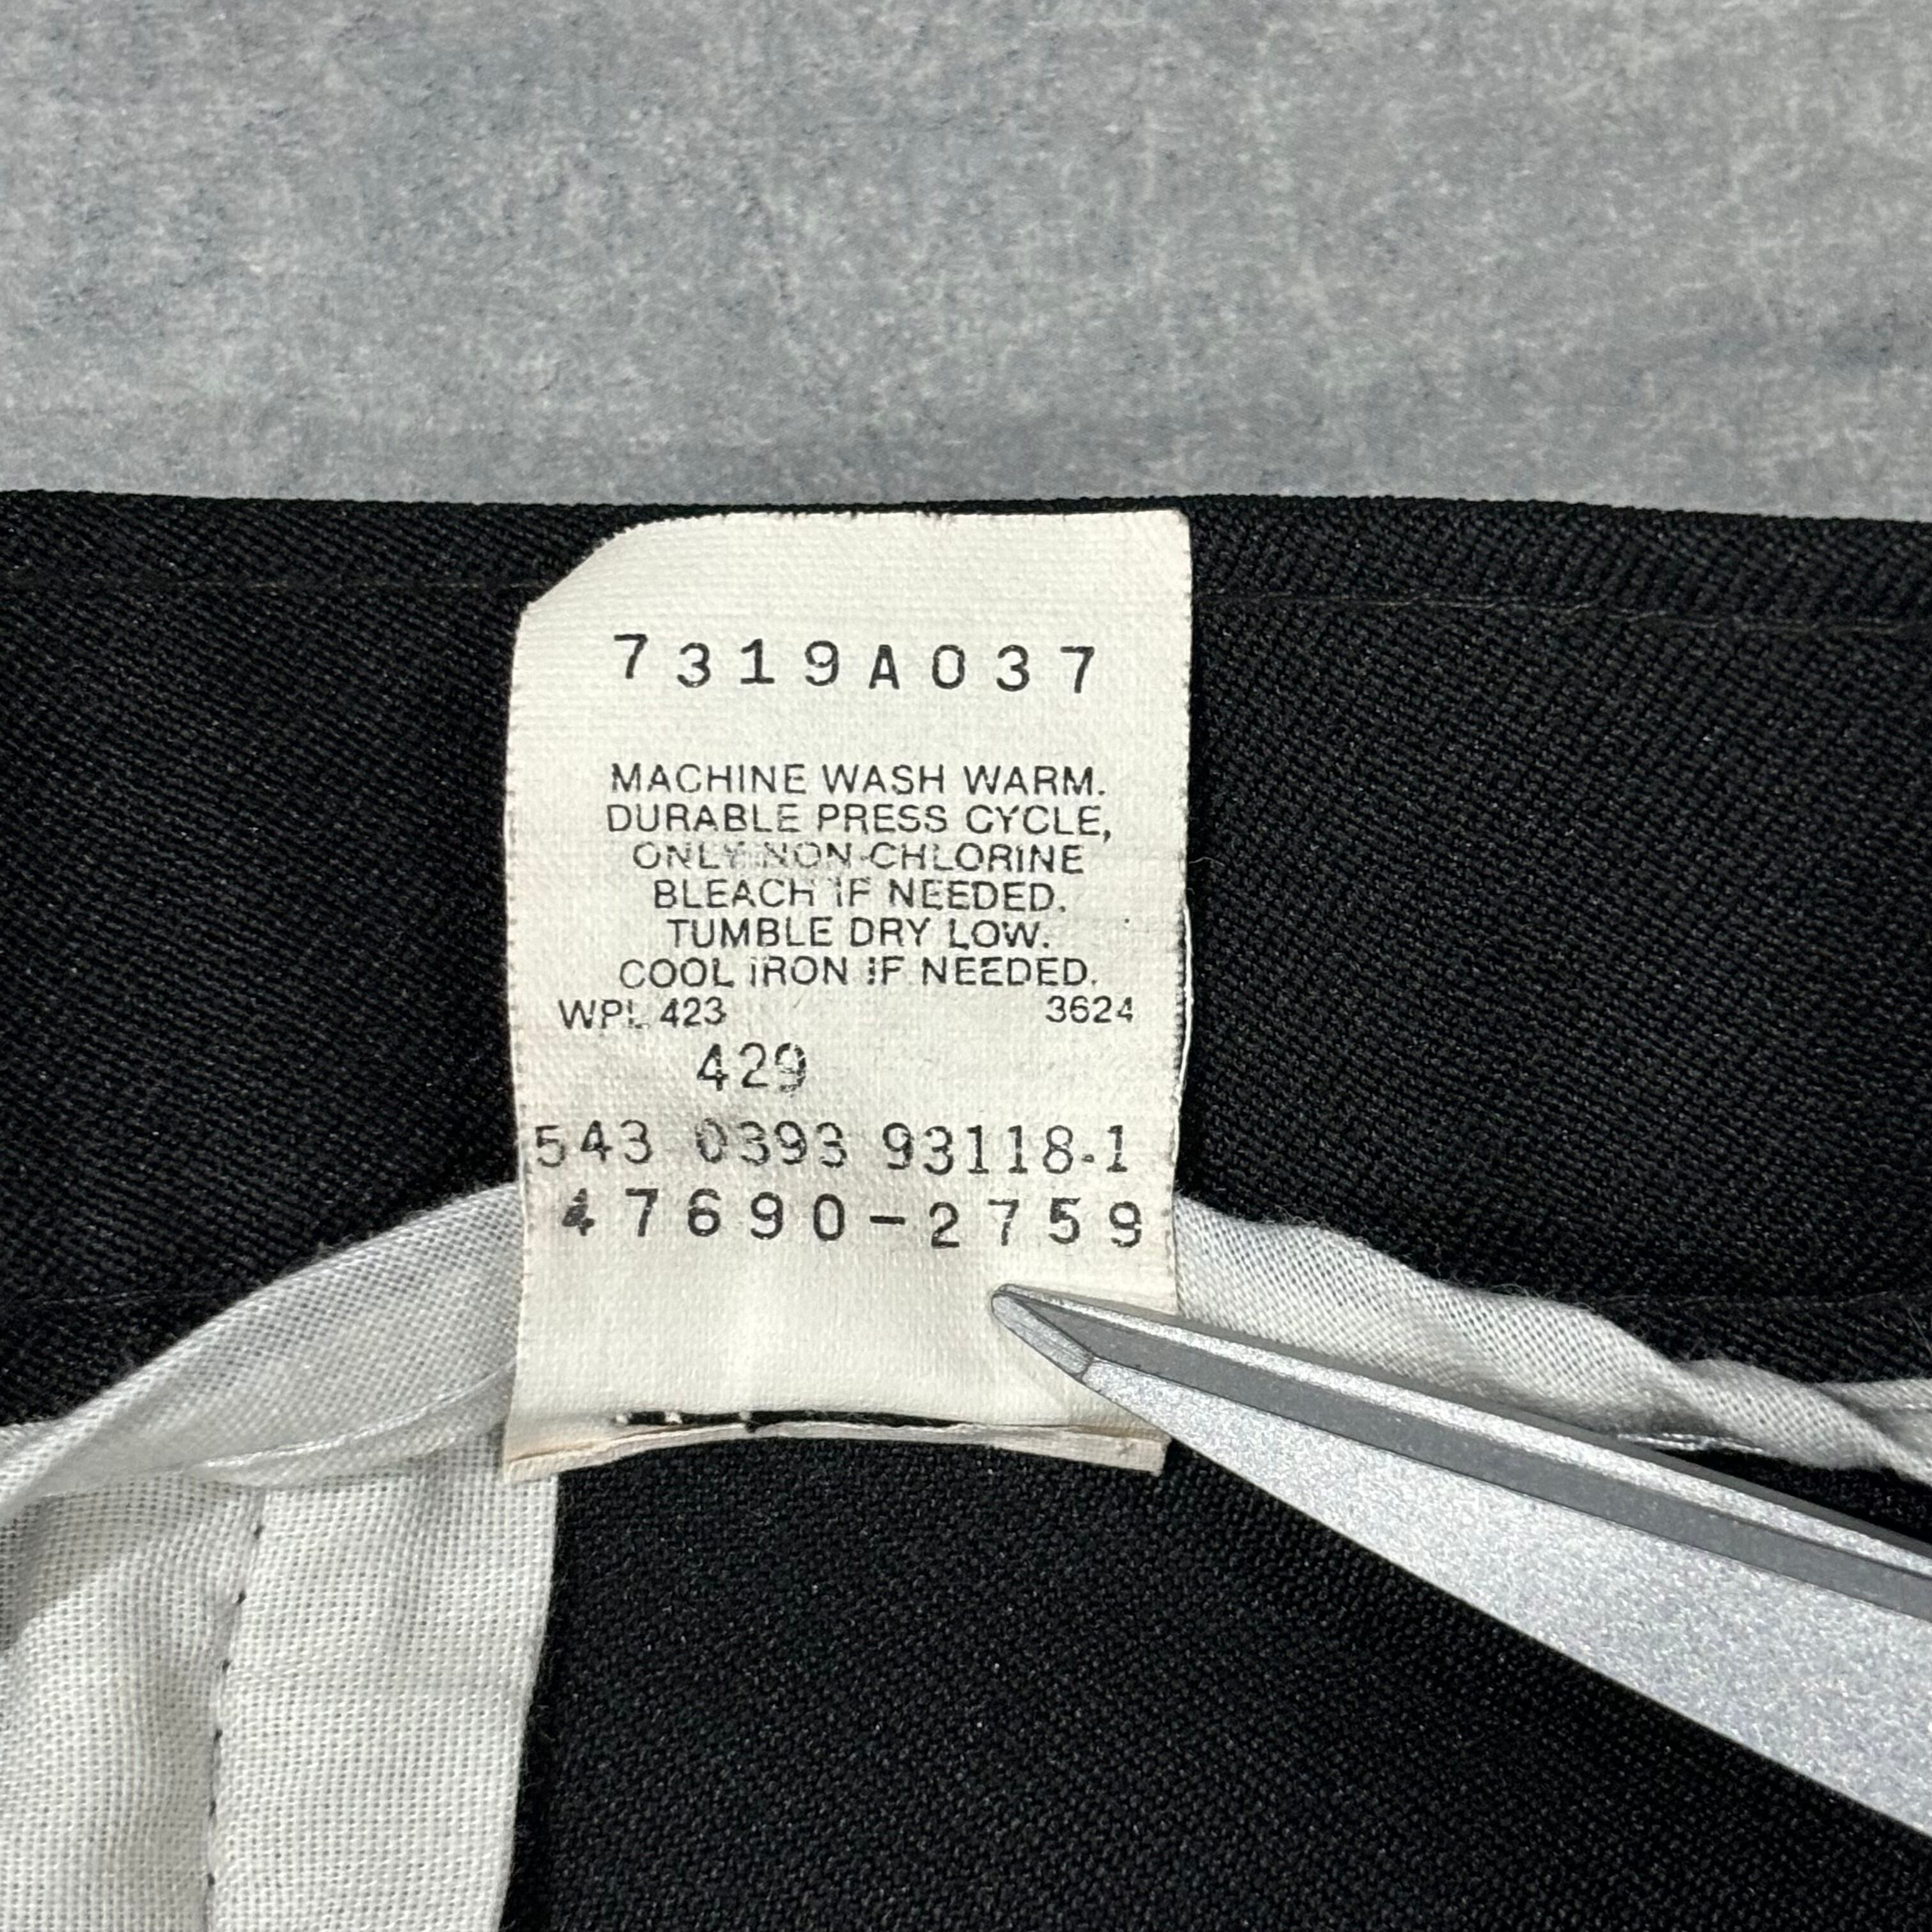 7319A037
MACHINE WASH WARM.
DURABLE PRESS CYCLE,
ONLY NON-CHLORINE
BLEACH IF NEEDED.
TUMBLE DRY LOW.
COOL IRON IF NEEDED.
WPL 423 3624
429
543 0393 93118-1
47690-2759